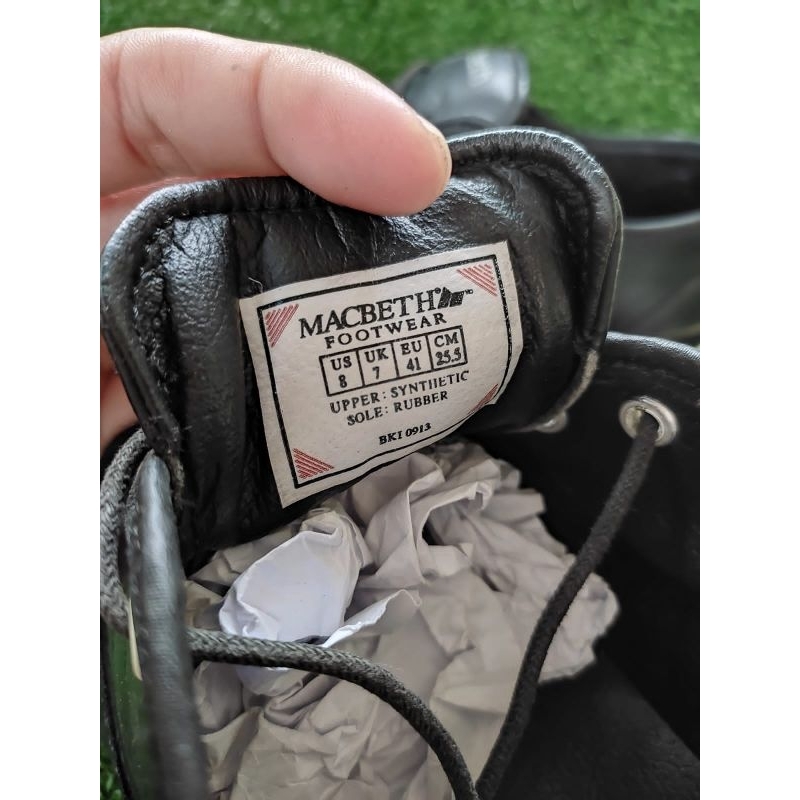 MACBETH
FOOTWEAR
US UK EU CM
8 7 41 25.5
UPPER: SYNTHETIC
SOLE: RUBBER
BKI 0913